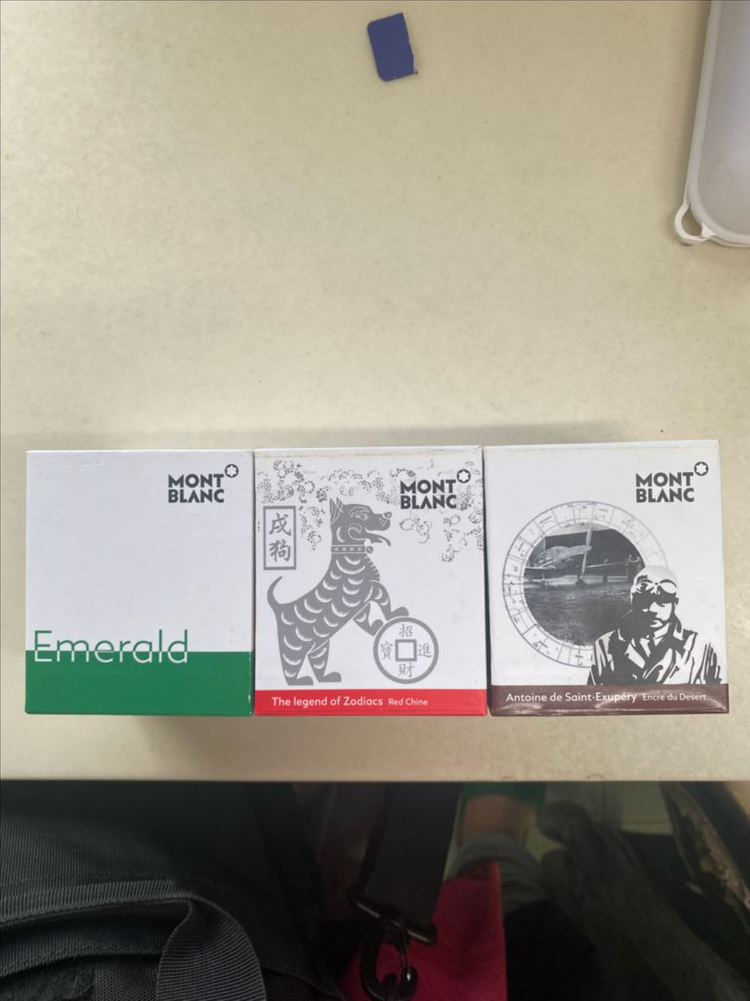 MONT
BLANC
Emerald
MONT
BLANC
戌
狗
招
寶 進
財
The legend of Zodiacs Red Chine
MONT
BLANC
Antoine de Saint-Exupéry Encre du Desert